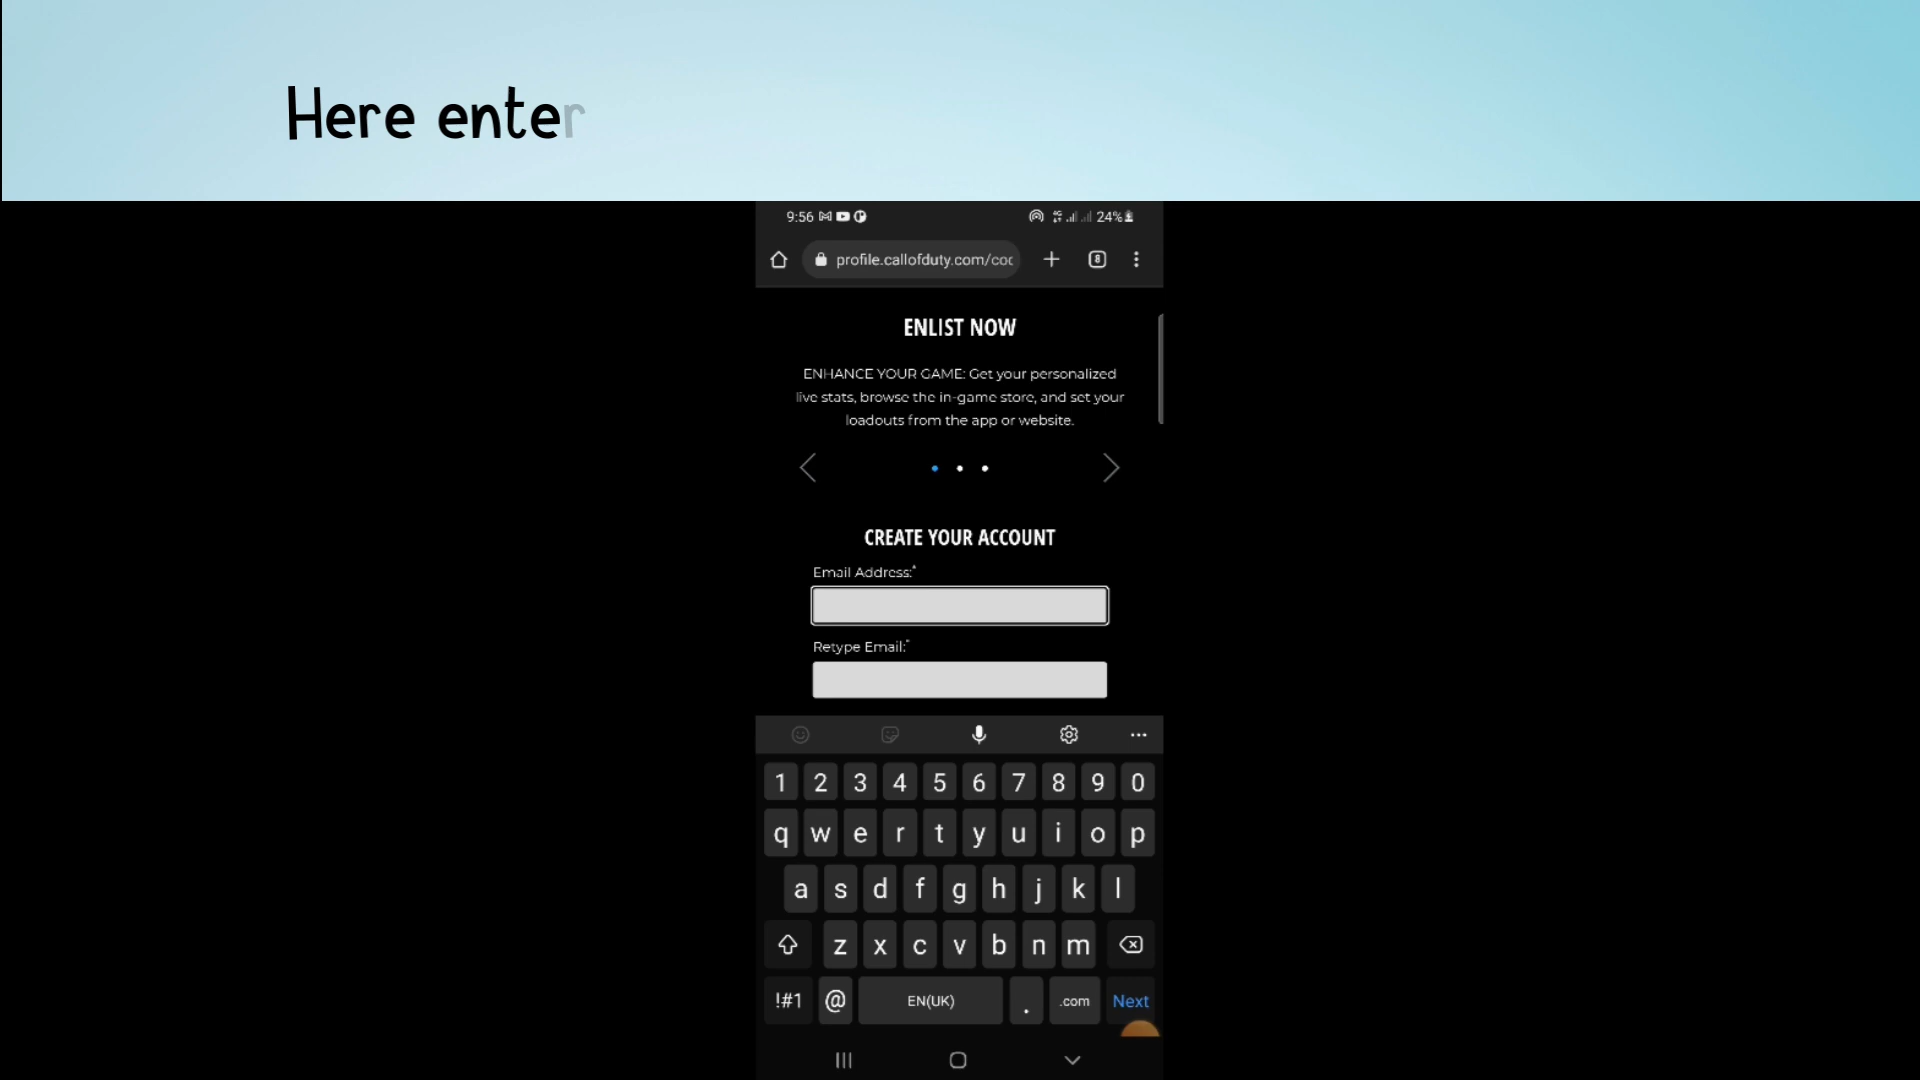 Here enter
9:56 24%
profile.callofduty.com/coc
8
ENLIST NOW
ENHANCE YOUR GAME: Get your personalized
live stats, browse the in-game store, and set your
loadouts from the app or website.
CREATE YOUR ACCOUNT
Email Address:*
Retype Email:*
1 2 3 4 5 6 7 8 9 0
q w e r t y u i o p
a s d f g h j k l
z x c v b n m
!#1 @ EN(UK) . .com Next